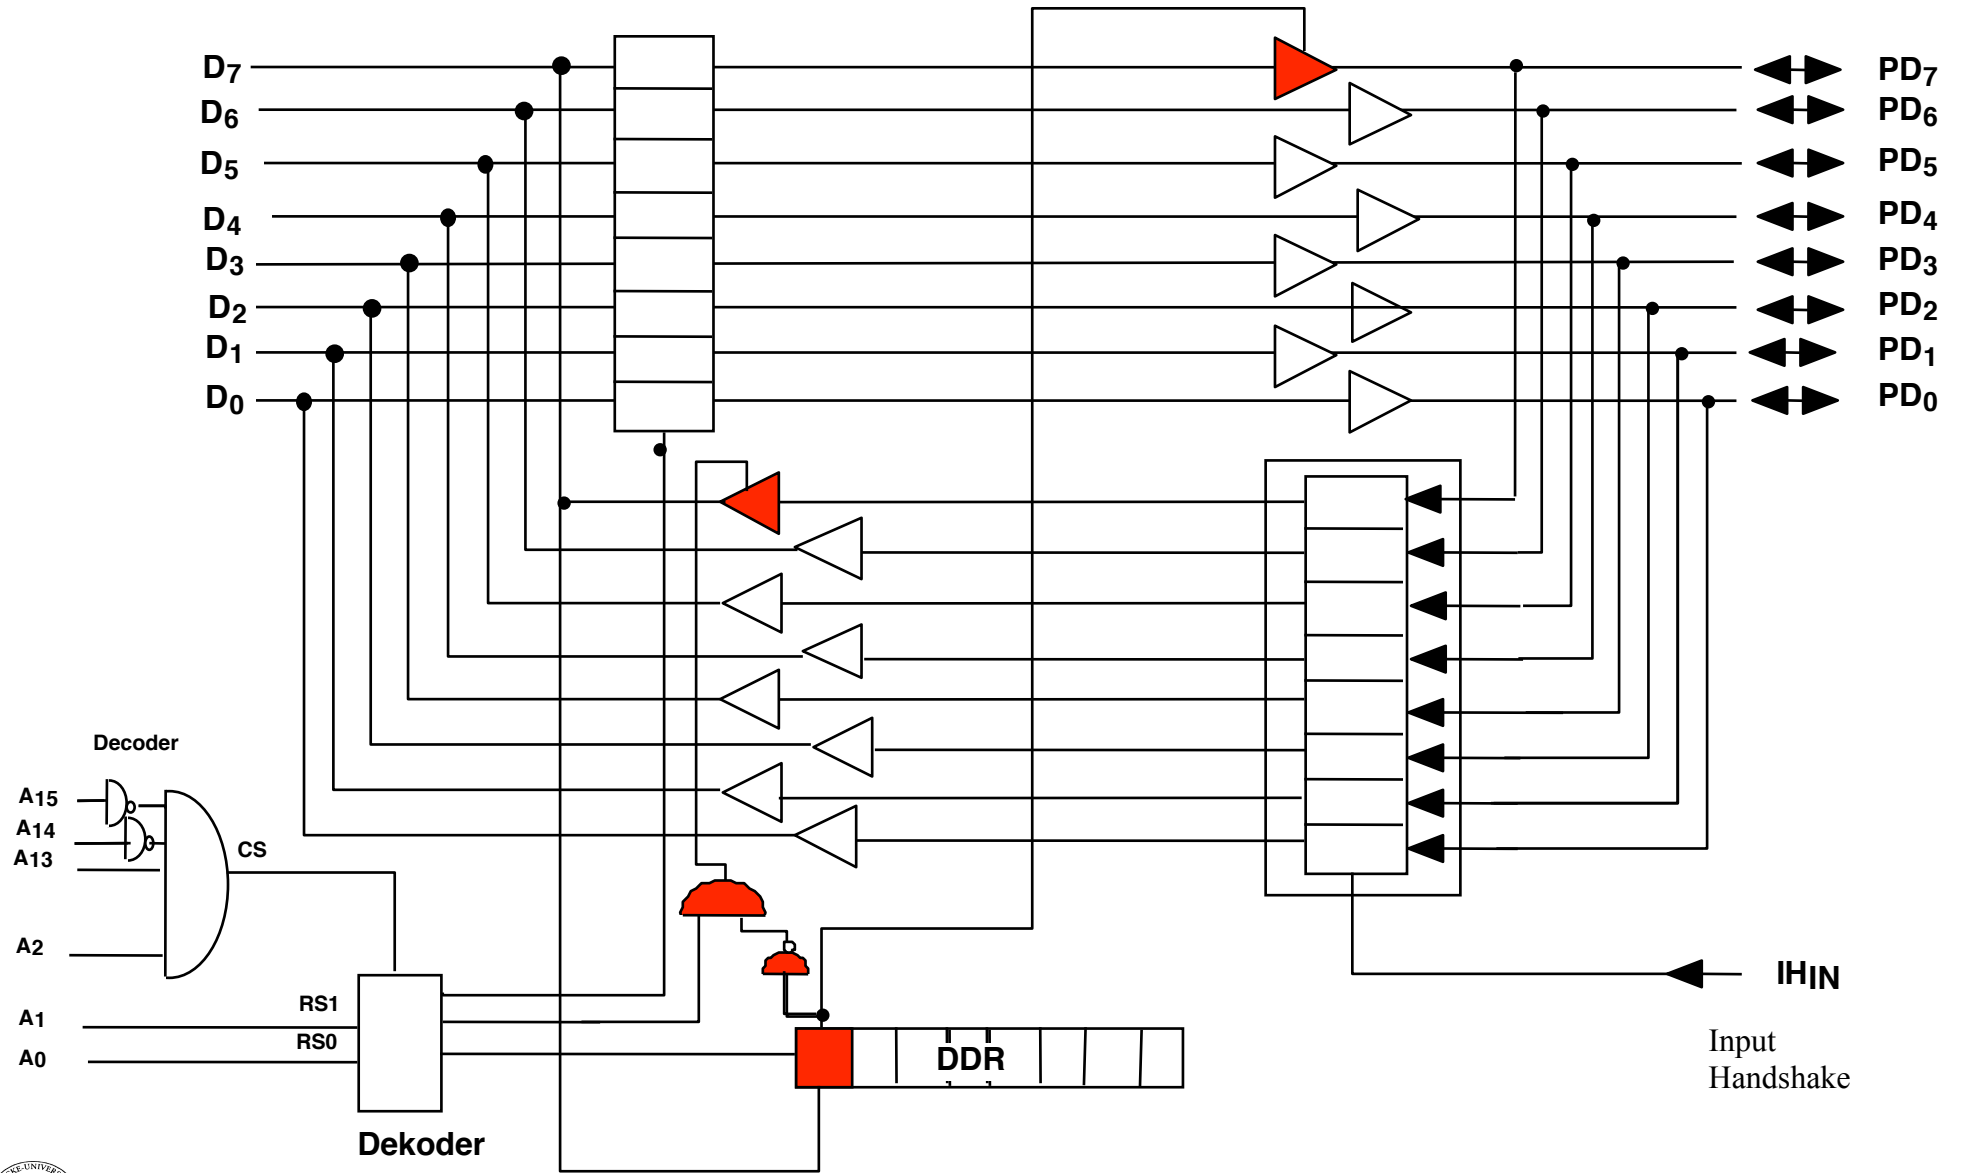 D7
PD7
D6
PD6
D5
PD5
D4
PD4
D3
PD3
D2
PD2
D1
PD1
D0
PD0
Decoder
A15
A14
A13
CS
A2
RS1
A1
RS0
A0
DDR
Dekoder
IHIN
Input
Handshake